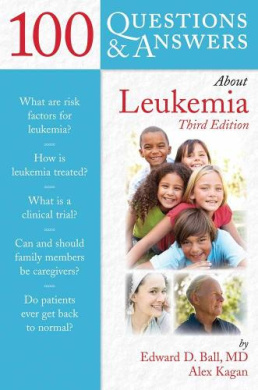 100 QUESTIONS
& ANSWERS
About
Leukemia
Third Edition
What are risk
factors for
leukemia?
How is
leukemia treated?
What is a
clinical trial?
Can and should
family members
be caregivers?
Do patients
ever get back
to normal?
by
Edward D. Ball, MD
Alex Kagan